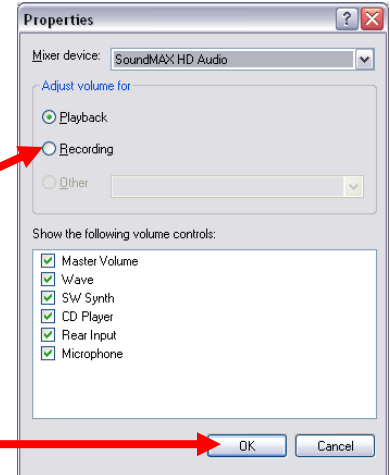 Properties
Mixer device: SoundMAX HD Audio
Adjust volume for
Playback
Recording
Other
Show the following volume controls:
Master Volume
Wave
SW Synth
CD Player
Rear Input
Microphone
OK Cancel